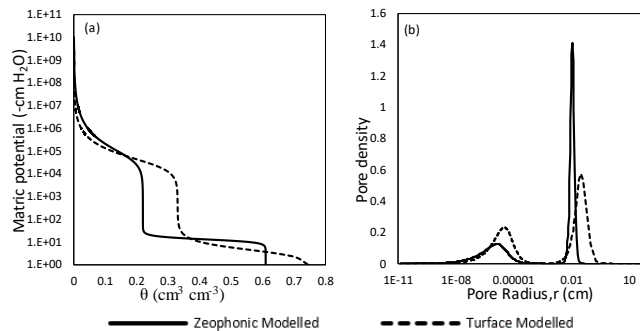 (a)
Matric potential (-cm H₂O)
1.E+11
1.E+10
1.E+09
1.E+08
1.E+07
1.E+06
1.E+05
1.E+04
1.E+03
1.E+02
1.E+01
1.E+00
0 0.1 0.2 0.3 0.4 0.5 0.6 0.7 0.8
θ (cm³ cm⁻³)
(b)
Pore density
1.6
1.4
1.2
1
0.8
0.6
0.4
0.2
0
1E-11 1E-08 0.00001 0.01 10
Pore Radius,r (cm)
Zeophonic Modelled Turface Modelled